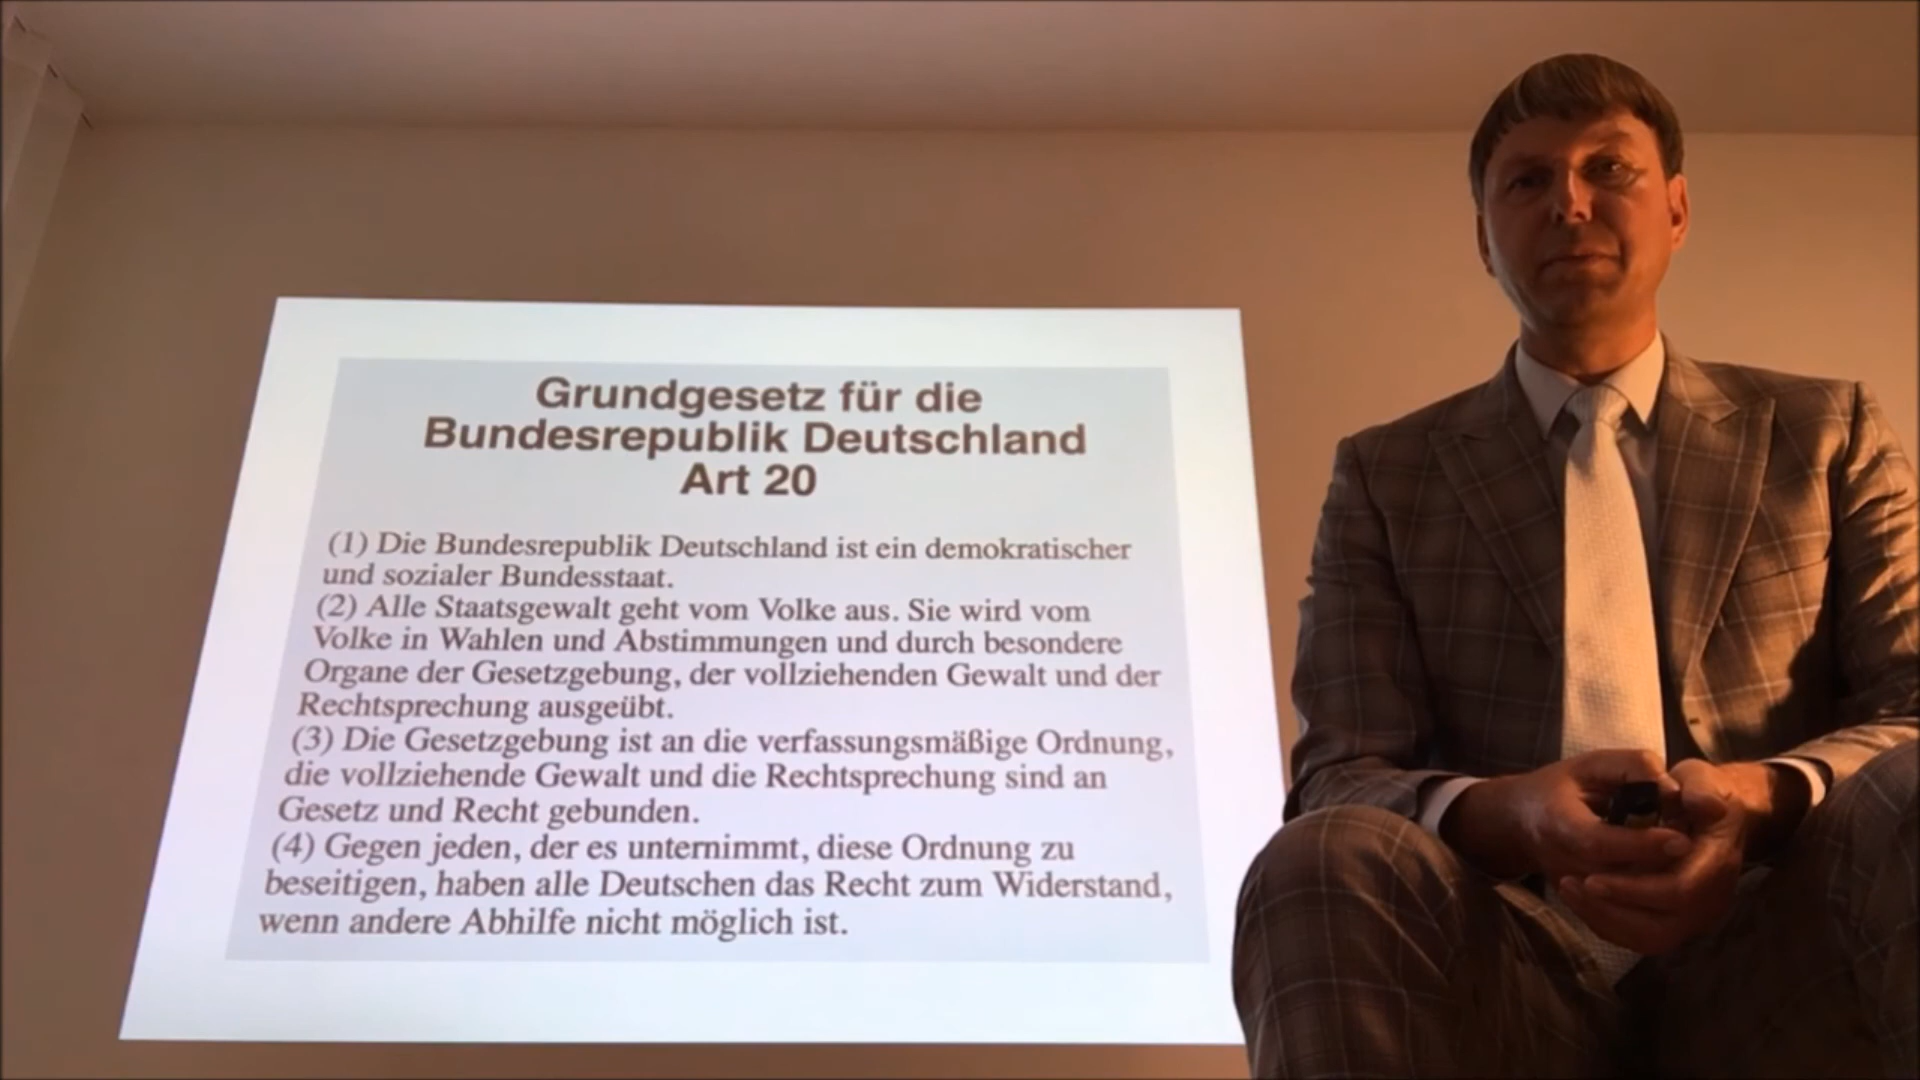 Grundgesetz für die
Bundesrepublik Deutschland
Art 20
(1) Die Bundesrepublik Deutschland ist ein demokratischer
und sozialer Bundesstaat.
(2) Alle Staatsgewalt geht vom Volke aus. Sie wird vom
Volke in Wahlen und Abstimmungen und durch besondere
Organe der Gesetzgebung, der vollziehenden Gewalt und der
Rechtsprechung ausgeübt.
(3) Die Gesetzgebung ist an die verfassungsmäßige Ordnung,
die vollziehende Gewalt und die Rechtsprechung sind an
Gesetz und Recht gebunden.
(4) Gegen jeden, der es unternimmt, diese Ordnung zu
beseitigen, haben alle Deutschen das Recht zum Widerstand,
wenn andere Abhilfe nicht möglich ist.